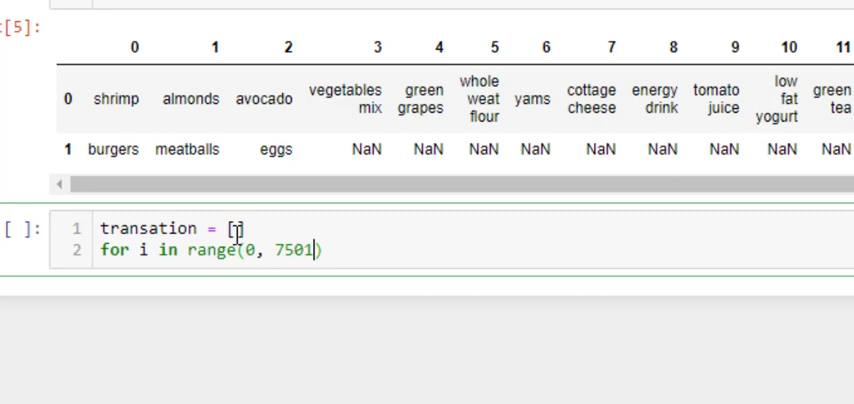 [5]:
0 1 2 3 4 5 6 7 8 9 10 11
0 shrimp almonds avocado vegetables mix green grapes whole weat flour yams cottage cheese energy drink tomato juice low fat yogurt green tea
1 burgers meatballs eggs NaN NaN NaN NaN NaN NaN NaN NaN NaN
[ ]: 1 transation = []
2 for i in range(0, 7501)